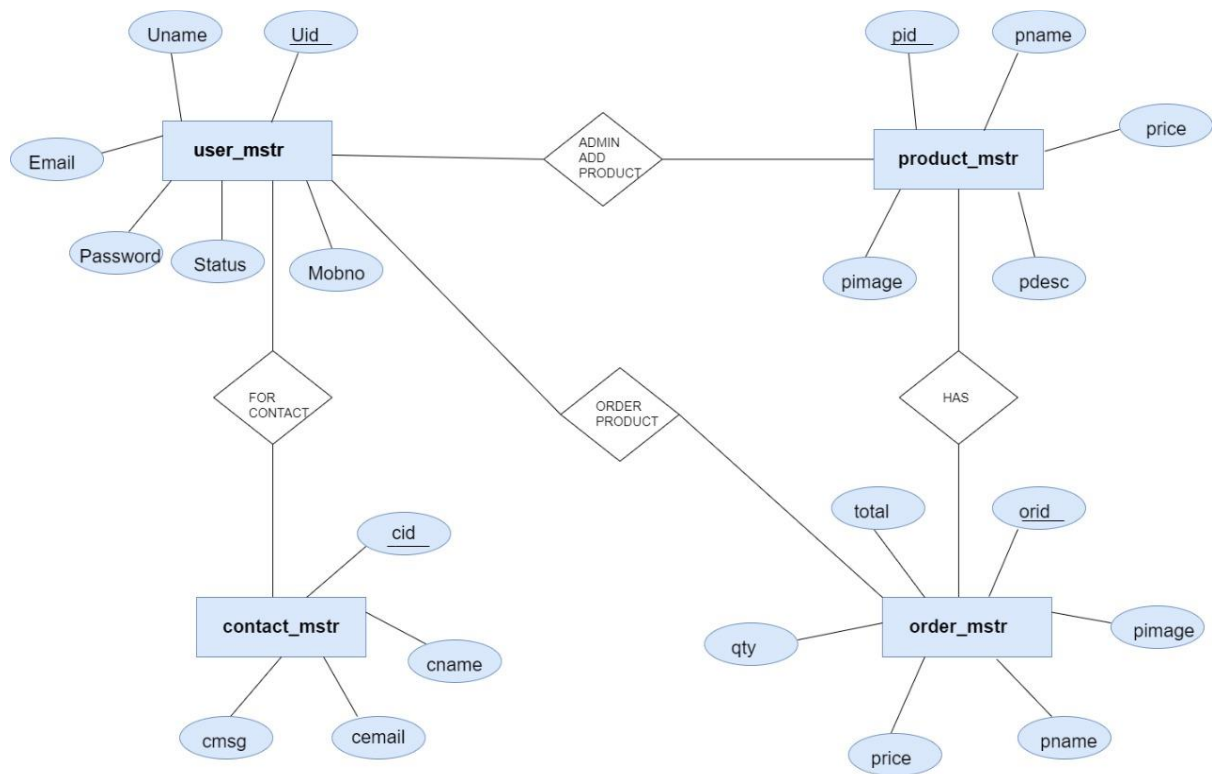 Uname
Uid
pid
pname
price
Email
user_mstr
ADMIN
ADD
PRODUCT
product_mstr
Password
Status
Mobno
pimage
pdesc
FOR
CONTACT
ORDER
PRODUCT
HAS
total
orid
cid
contact_mstr
order_mstr
pimage
qty
cname
cmsg
cemail
price
pname